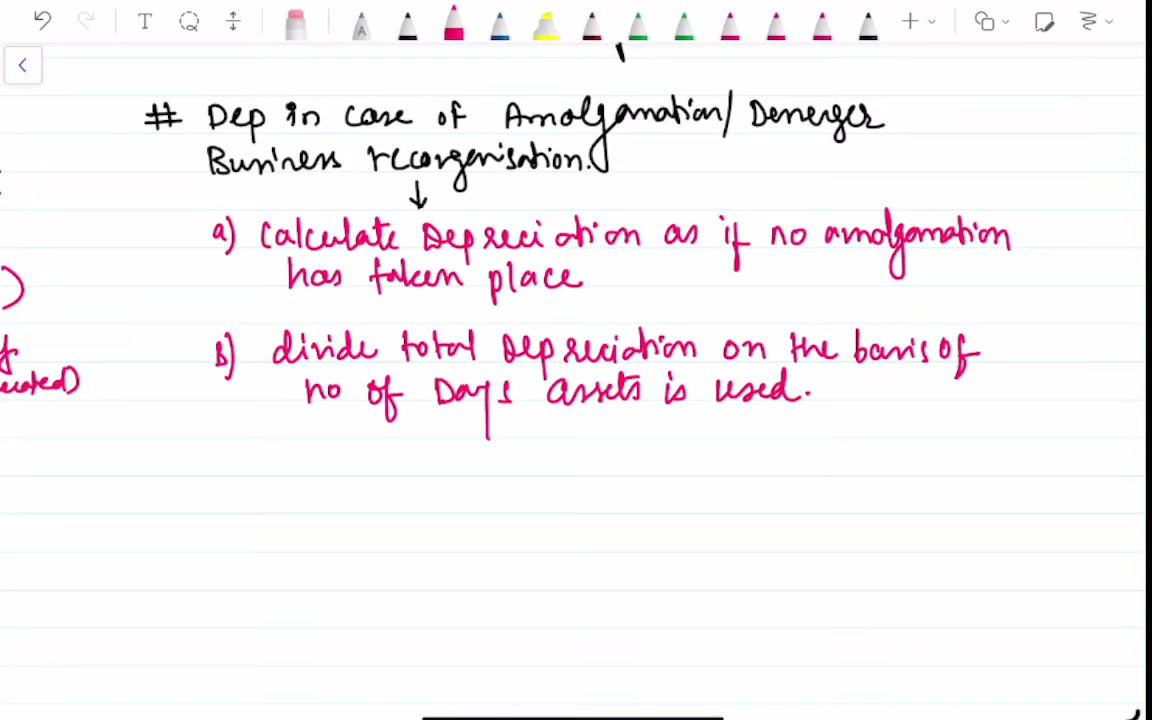 # Dep in case of Amalgamation/ Demerger
Business reorganisation.
a) Calculate Depreciation as if no amalgamation
has taken place
b) divide total Depreciation on the basis of
no of Days assets is used.